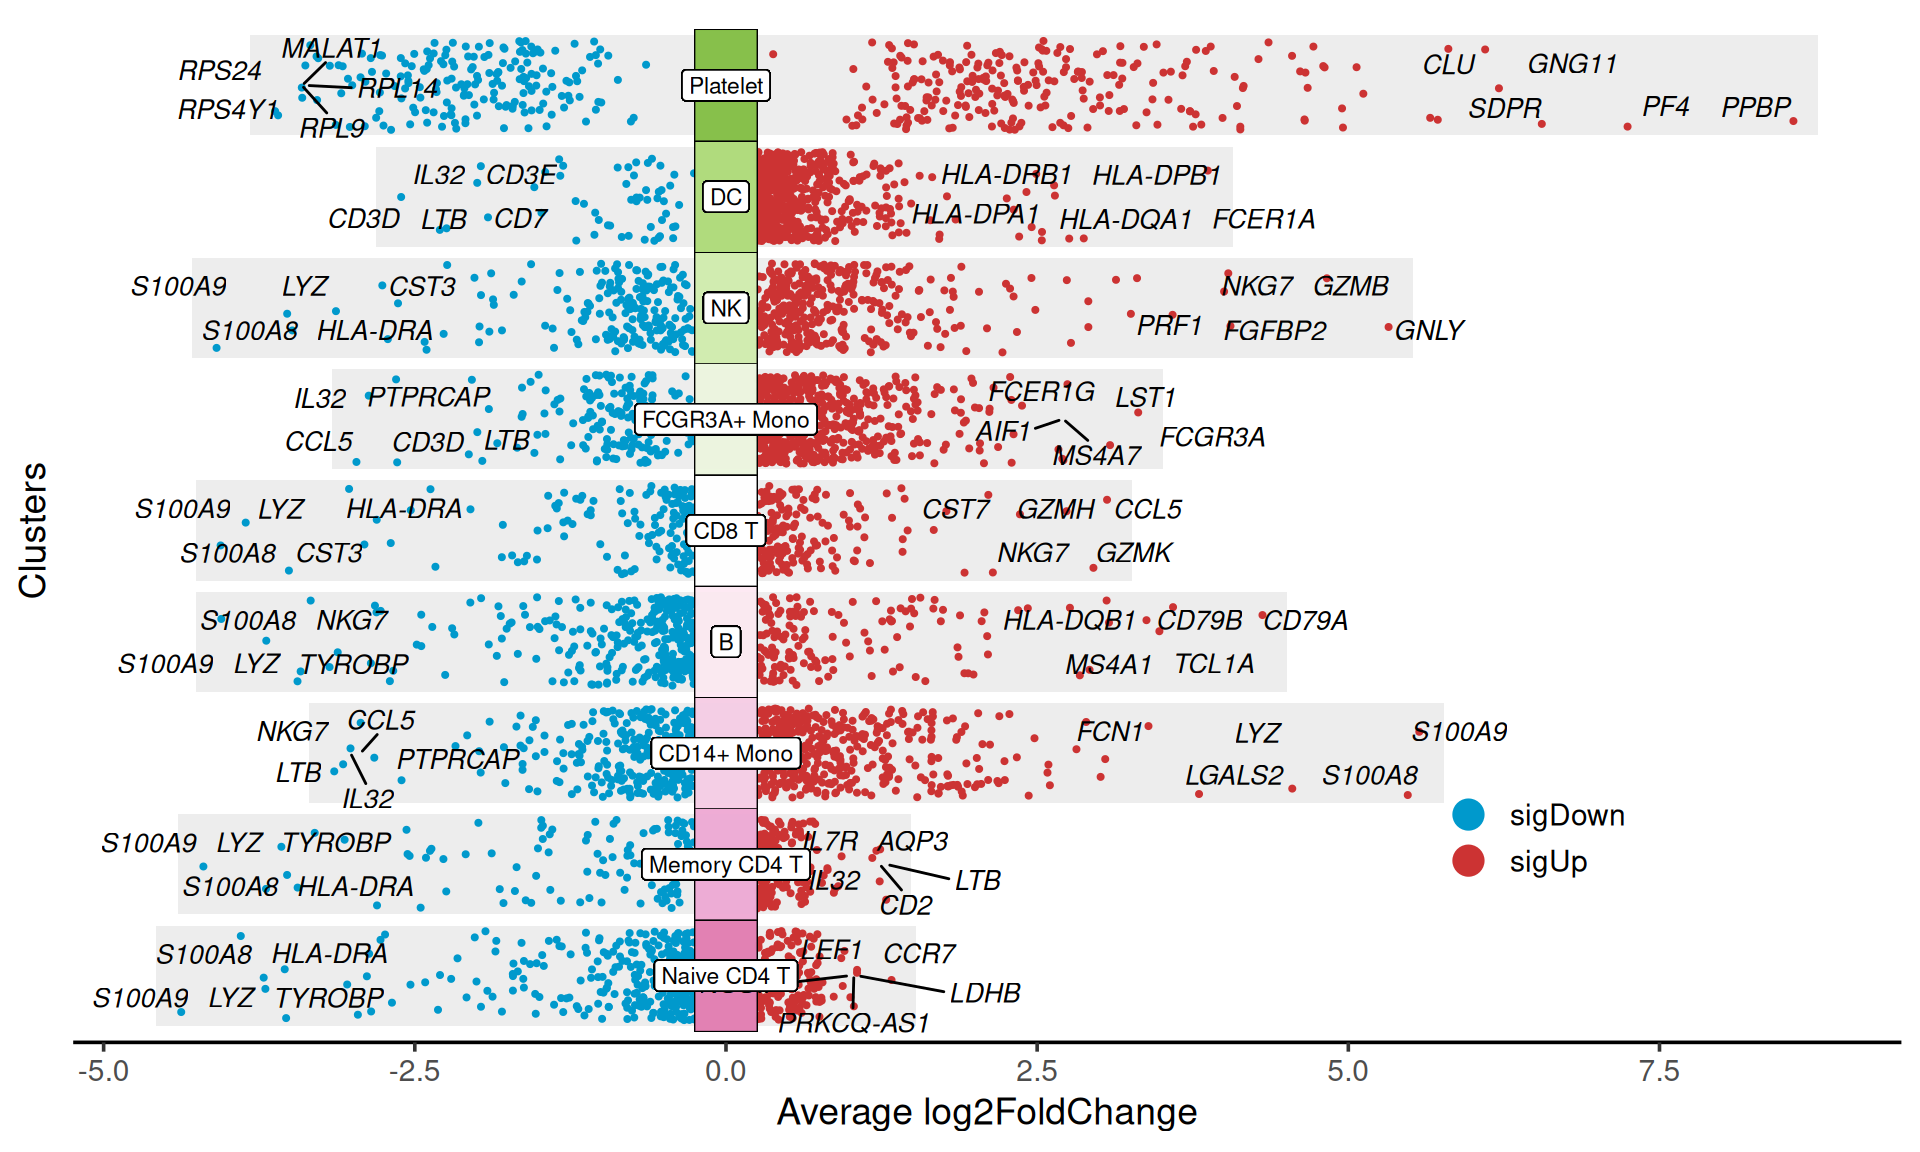 MALAT1
RPS24
RPL14
RPS4Y1
RPL9
Platelet
CLU
GNG11
SDPR
PF4
PPBP
IL32
CD3E
CD3D
LTB
CD7
DC
HLA-DRB1
HLA-DPB1
HLA-DPA1
HLA-DQA1
FCER1A
S100A9
LYZ
CST3
S100A8
HLA-DRA
NK
NKG7
GZMB
PRF1
FGFBP2
GNLY
IL32
PTPRCAP
CCL5
CD3D
LTB
FCGR3A+ Mono
FCER1G
LST1
AIF1
MS4A7
FCGR3A
S100A9
LYZ
HLA-DRA
S100A8
CST3
CD8 T
CST7
GZMH
CCL5
NKG7
GZMK
S100A8
NKG7
S100A9
LYZ
TYROBP
B
HLA-DQB1
CD79B
CD79A
MS4A1
TCL1A
NKG7
CCL5
LTB
PTPRCAP
IL32
CD14+ Mono
FCN1
LYZ
S100A9
LGALS2
S100A8
S100A9
LYZ
TYROBP
S100A8
HLA-DRA
Memory CD4 T
IL7R
AQP3
IL32
LTB
CD2
S100A8
HLA-DRA
S100A9
LYZ
TYROBP
Naive CD4 T
LEF1
CCR7
LDHB
PRKCQ-AS1
sigDown
sigUp
Clusters
-5.0
-2.5
0.0
2.5
5.0
7.5
Average log2FoldChange